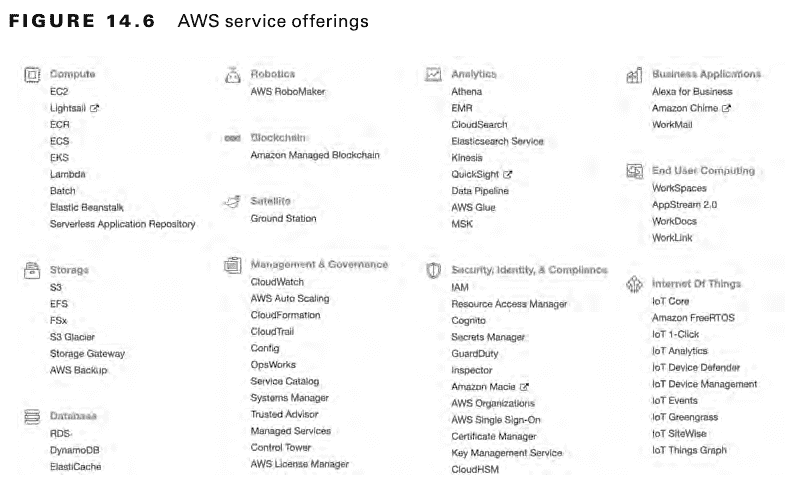 FIGURE 14.6 AWS service offerings
Compute
EC2
Lightsail
ECR
ECS
EKS
Lambda
Batch
Elastic Beanstalk
Serverless Application Repository
Storage
S3
EFS
FSx
S3 Glacier
Storage Gateway
AWS Backup
Database
RDS
DynamoDB
ElastiCache
Robotics
AWS RoboMaker
Blockchain
Amazon Managed Blockchain
Satellite
Ground Station
Management & Governance
CloudWatch
AWS Auto Scaling
CloudFormation
CloudTrail
Config
OpsWorks
Service Catalog
Systems Manager
Trusted Advisor
Managed Services
Control Tower
AWS License Manager
Analytics
Athena
EMR
CloudSearch
Elasticsearch Service
Kinesis
QuickSight
Data Pipeline
AWS Glue
MSK
Security, Identity, & Compliance
IAM
Resource Access Manager
Cognito
Secrets Manager
GuardDuty
Inspector
Amazon Macie
AWS Organizations
AWS Single Sign-On
Certificate Manager
Key Management Service
CloudHSM
Business Applications
Alexa for Business
Amazon Chime
WorkMail
End User Computing
WorkSpaces
AppStream 2.0
WorkDocs
WorkLink
Internet Of Things
IoT Core
Amazon FreeRTOS
IoT 1-Click
IoT Analytics
IoT Device Defender
IoT Device Management
IoT Events
IoT Greengrass
IoT SiteWise
IoT Things Graph